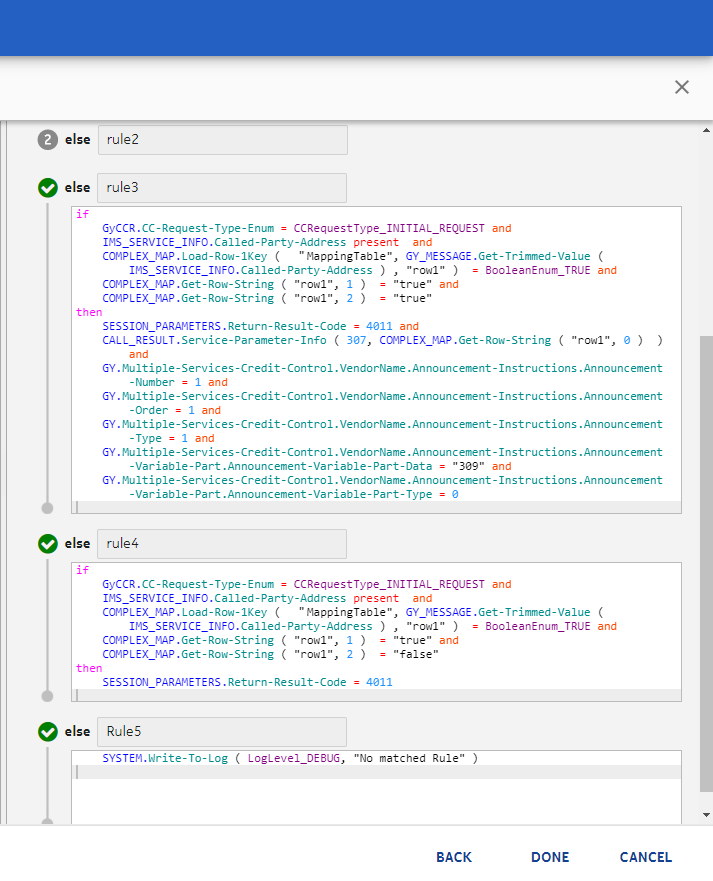 2 else rule2
else rule3
if
GyCCR.CC-Request-Type-Enum = CCRequestType_INITIAL_REQUEST and
IMS_SERVICE_INFO.Called-Party-Address present and
COMPLEX_MAP.Load-Row-1Key ( "MappingTable", GY_MESSAGE.Get-Trimmed-Value (
IMS_SERVICE_INFO.Called-Party-Address ) , "row1" ) = BooleanEnum_TRUE and
COMPLEX_MAP.Get-Row-String ( "row1", 1 ) = "true" and
COMPLEX_MAP.Get-Row-String ( "row1", 2 ) = "true"
then
SESSION_PARAMETERS.Return-Result-Code = 4011 and
CALL_RESULT.Service-Parameter-Info ( 307, COMPLEX_MAP.Get-Row-String ( "row1", 0 ) )
and
GY.Multiple-Services-Credit-Control.VendorName.Announcement-Instructions.Announcement
-Number = 1 and
GY.Multiple-Services-Credit-Control.VendorName.Announcement-Instructions.Announcement
-Order = 1 and
GY.Multiple-Services-Credit-Control.VendorName.Announcement-Instructions.Announcement
-Type = 1 and
GY.Multiple-Services-Credit-Control.VendorName.Announcement-Instructions.Announcement
-Variable-Part.Announcement-Variable-Part-Data = "309" and
GY.Multiple-Services-Credit-Control.VendorName.Announcement-Instructions.Announcement
-Variable-Part.Announcement-Variable-Part-Type = 0
else rule4
if
GyCCR.CC-Request-Type-Enum = CCRequestType_INITIAL_REQUEST and
IMS_SERVICE_INFO.Called-Party-Address present and
COMPLEX_MAP.Load-Row-1Key ( "MappingTable", GY_MESSAGE.Get-Trimmed-Value (
IMS_SERVICE_INFO.Called-Party-Address ) , "row1" ) = BooleanEnum_TRUE and
COMPLEX_MAP.Get-Row-String ( "row1", 1 ) = "true" and
COMPLEX_MAP.Get-Row-String ( "row1", 2 ) = "false"
then
SESSION_PARAMETERS.Return-Result-Code = 4011
else Rule5
SYSTEM.Write-To-Log ( LogLevel_DEBUG, "No matched Rule" )
BACK DONE CANCEL